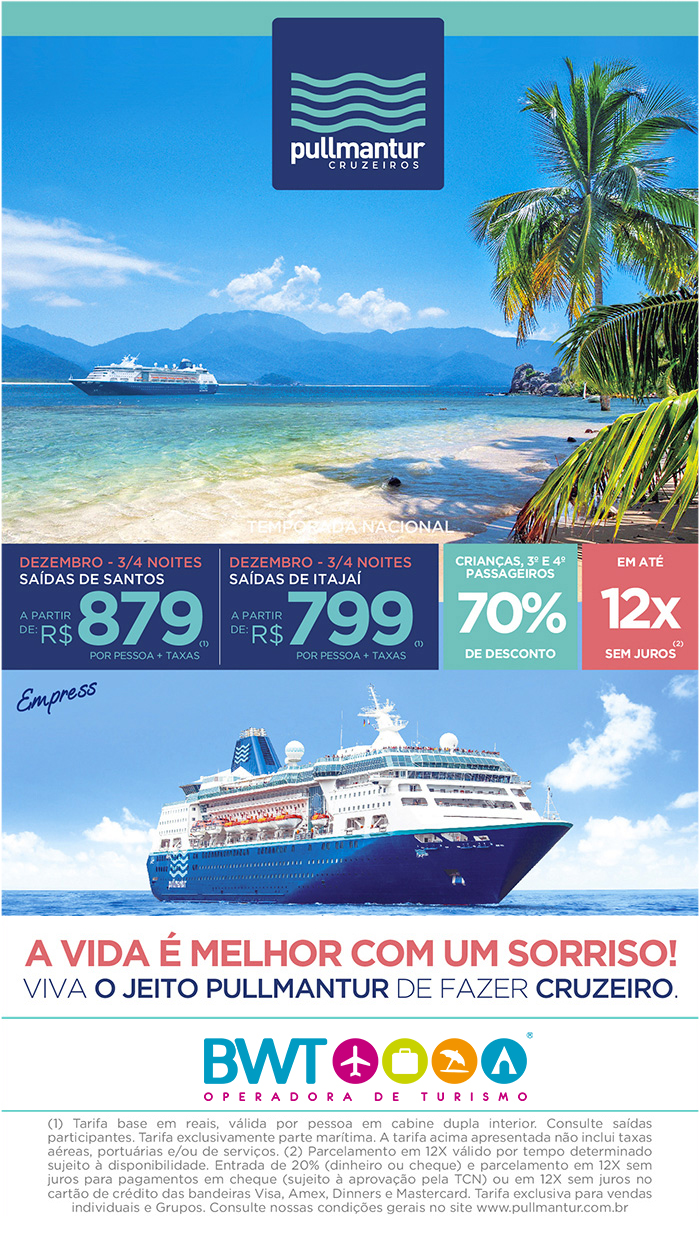 pullmantur
CRUZEIROS
TEMPORADA NACIONAL
DEZEMBRO - 3/4 NOITES
SAÍDAS DE SANTOS
A PARTIR
DE: R$ 879 (1)
POR PESSOA + TAXAS
DEZEMBRO - 3/4 NOITES
SAÍDAS DE ITAJAÍ
A PARTIR
DE: R$ 799 (1)
POR PESSOA + TAXAS
CRIANÇAS, 3º E 4º
PASSAGEIROS
70%
DE DESCONTO
EM ATÉ
12x
SEM JUROS (2)
Empress
pullmantur
A VIDA É MELHOR COM UM SORRISO!
VIVA O JEITO PULLMANTUR DE FAZER CRUZEIRO.
BWT ®
OPERADORA DE TURISMO
(1) Tarifa base em reais, válida por pessoa em cabine dupla interior. Consulte saídas
participantes. Tarifa exclusivamente parte marítima. A tarifa acima apresentada não inclui taxas
aéreas, portuárias e/ou de serviços. (2) Parcelamento em 12X válido por tempo determinado
sujeito à disponibilidade. Entrada de 20% (dinheiro ou cheque) e parcelamento em 12X sem
juros para pagamentos em cheque (sujeito à aprovação pela TCN) ou em 12X sem juros no
cartão de crédito das bandeiras Visa, Amex, Dinners e Mastercard. Tarifa exclusiva para vendas
individuais e Grupos. Consulte nossas condições gerais no site www.pullmantur.com.br